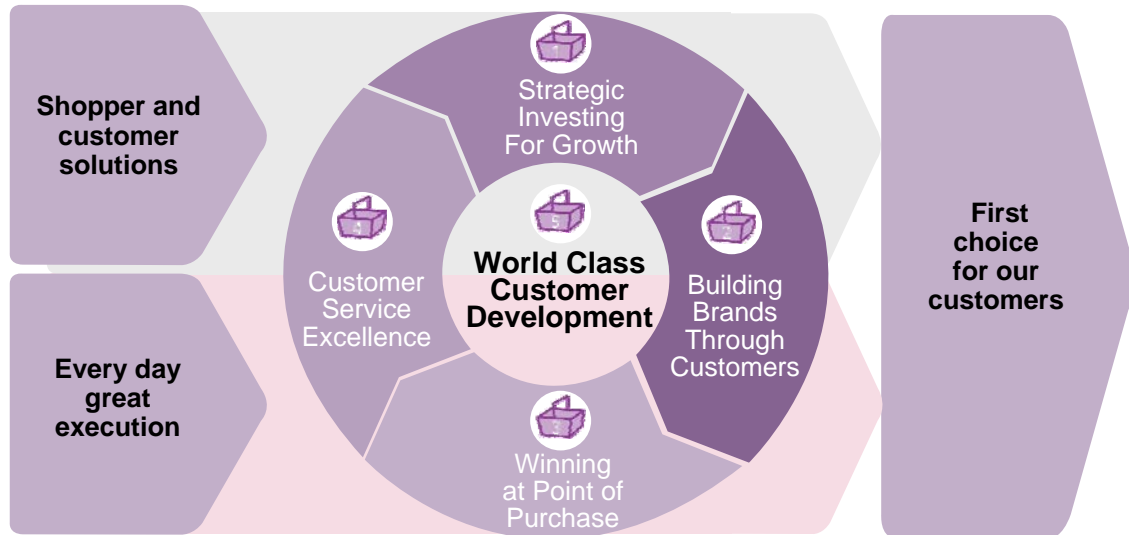 Shopper and
customer
solutions
Every day
great
execution
1
Strategic
Investing
For Growth
2
Building
Brands
Through
Customers
3
Winning
at Point of
Purchase
4
Customer
Service
Excellence
5
World Class
Customer
Development
First
choice
for our
customers